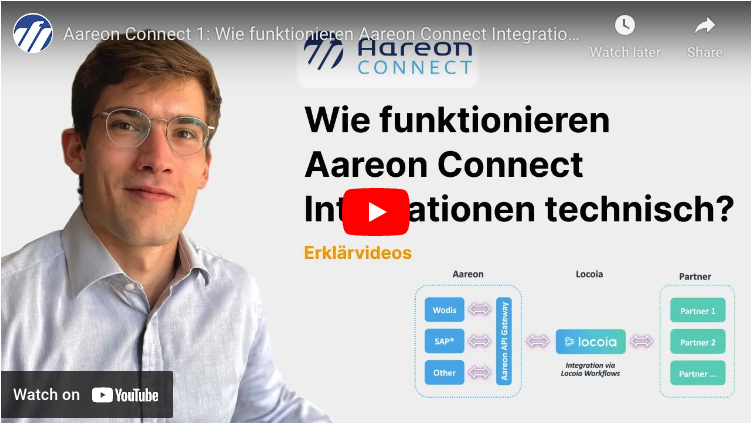 Aareon Connect 1: Wie funktionieren Aareon Connect Integratio...
Watch later
Share
Aareon
CONNECT
Wie funktionieren
Aareon Connect
Integrationen technisch?
Erklärvideos
Aareon
Locoia
Partner
Wodis
SAP®
Other
Aareon API Gateway
locoia
Integration via
Locoia Workflows
Partner 1
Partner 2
Partner ...
Watch on YouTube